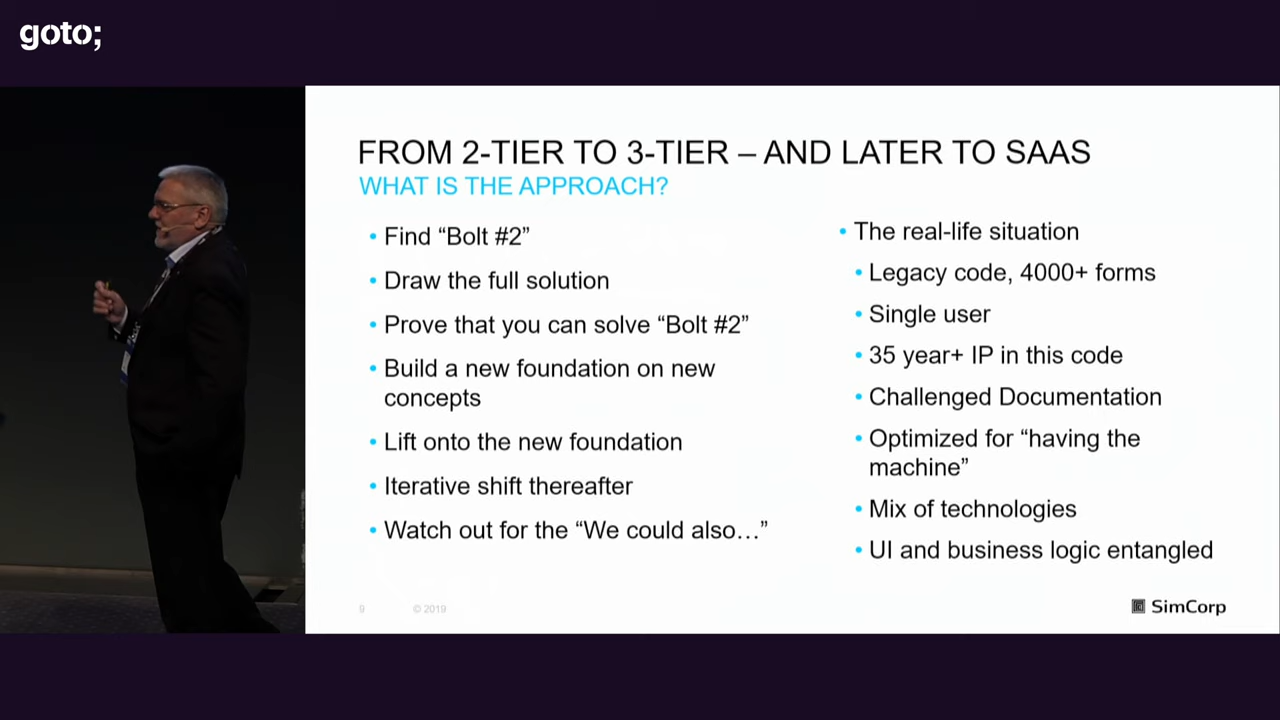 goto;
FROM 2-TIER TO 3-TIER – AND LATER TO SAAS
WHAT IS THE APPROACH?
• Find “Bolt #2”
• Draw the full solution
• Prove that you can solve “Bolt #2”
• Build a new foundation on new
concepts
• Lift onto the new foundation
• Iterative shift thereafter
• Watch out for the “We could also…”
• The real-life situation
• Legacy code, 4000+ forms
• Single user
• 35 year+ IP in this code
• Challenged Documentation
• Optimized for “having the
machine”
• Mix of technologies
• UI and business logic entangled
9
© 2019
SimCorp